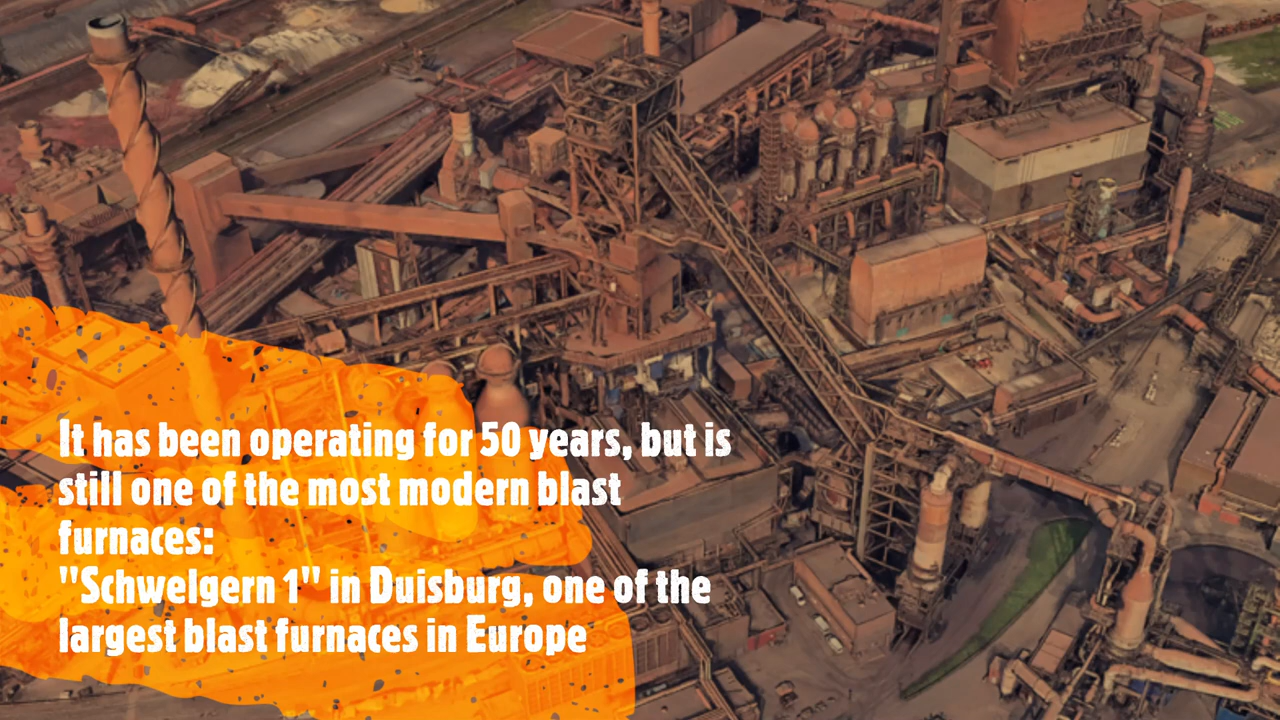 It has been operating for 50 years, but is
still one of the most modern blast
furnaces:
"Schwelgern 1" in Duisburg, one of the
largest blast furnaces in Europe